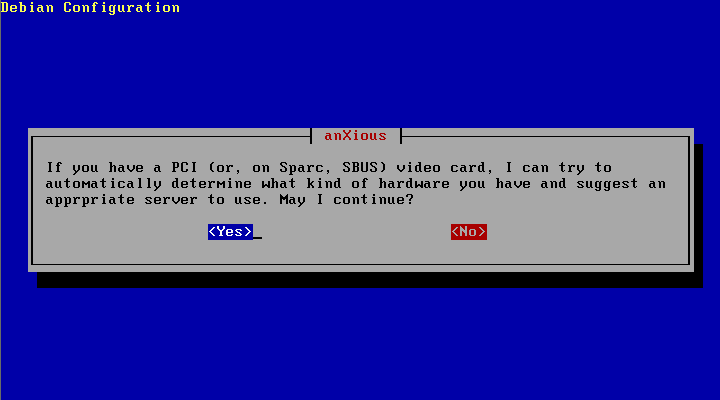 Debian Configuration
anXious
If you have a PCI (or, on Sparc, SBUS) video card, I can try to
automatically determine what kind of hardware you have and suggest an
apprpriate server to use. May I continue?
<Yes> <No>